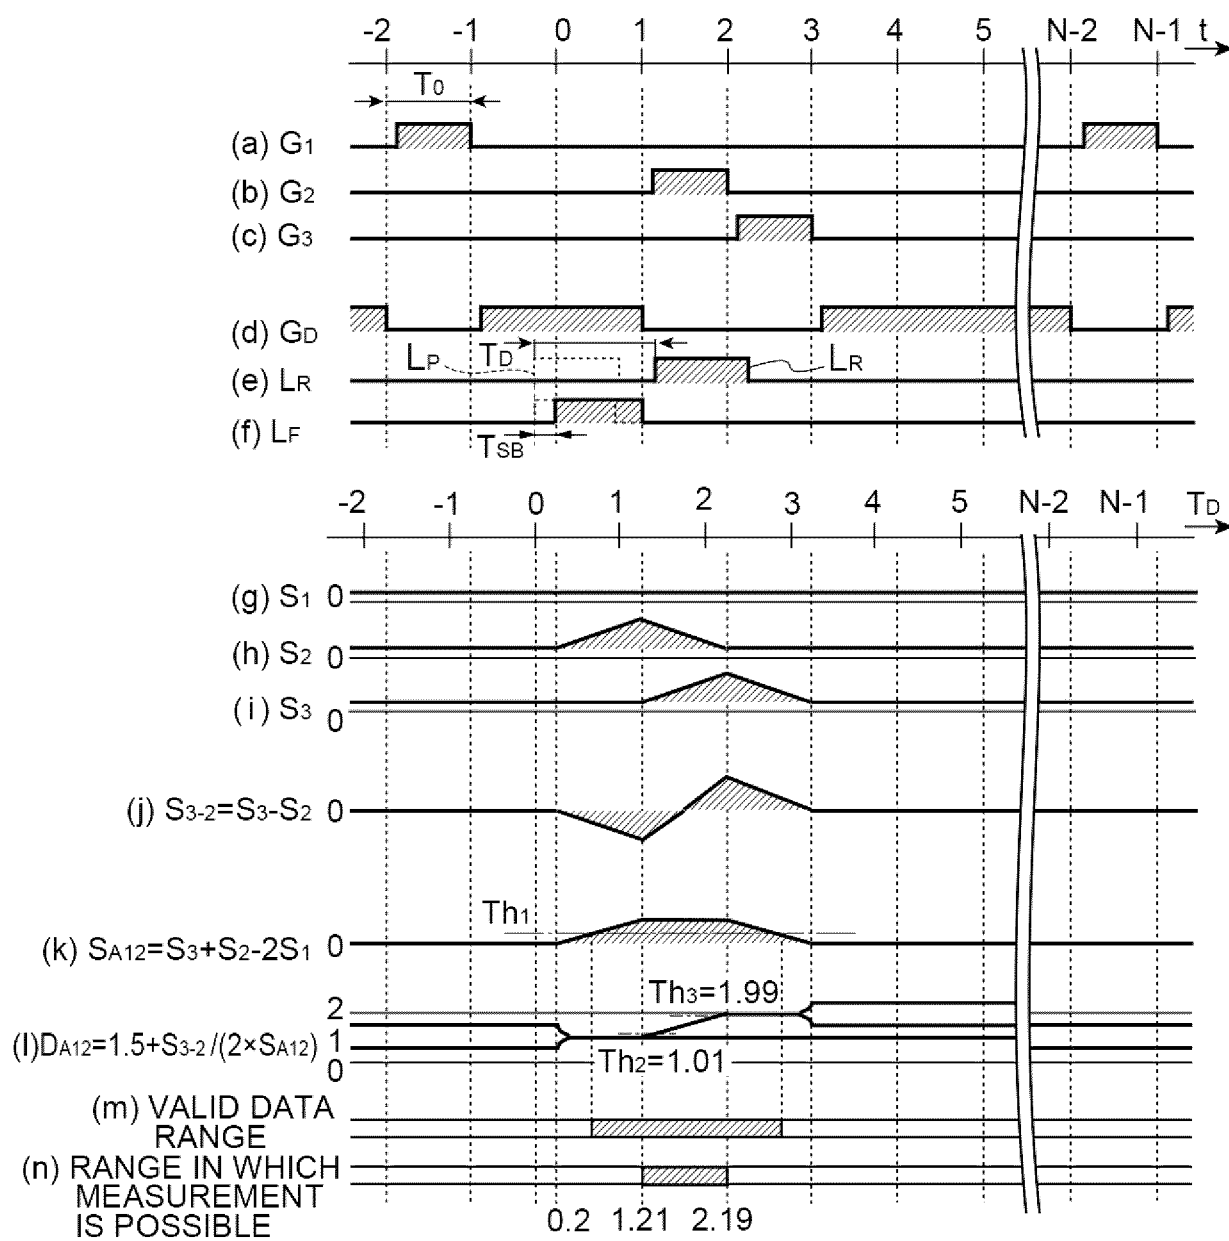 -2 -1 0 1 2 3 4 5 N-2 N-1 t
T0
(a) G1
(b) G2
(c) G3
(d) GD
LP TD LR
(e) LR
(f) LF
TSB
-2 -1 0 1 2 3 4 5 N-2 N-1 TD
(g) S1 0
(h) S2 0
(i) S3 0
(j) S3-2=S3-S2 0
Th1
(k) SA12=S3+S2-2S1 0
Th3=1.99
2
(l)DA12=1.5+S3-2/(2×SA12) 1
Th2=1.01
0
(m) VALID DATA
RANGE
(n) RANGE IN WHICH
MEASUREMENT
IS POSSIBLE
0.2 1.21 2.19